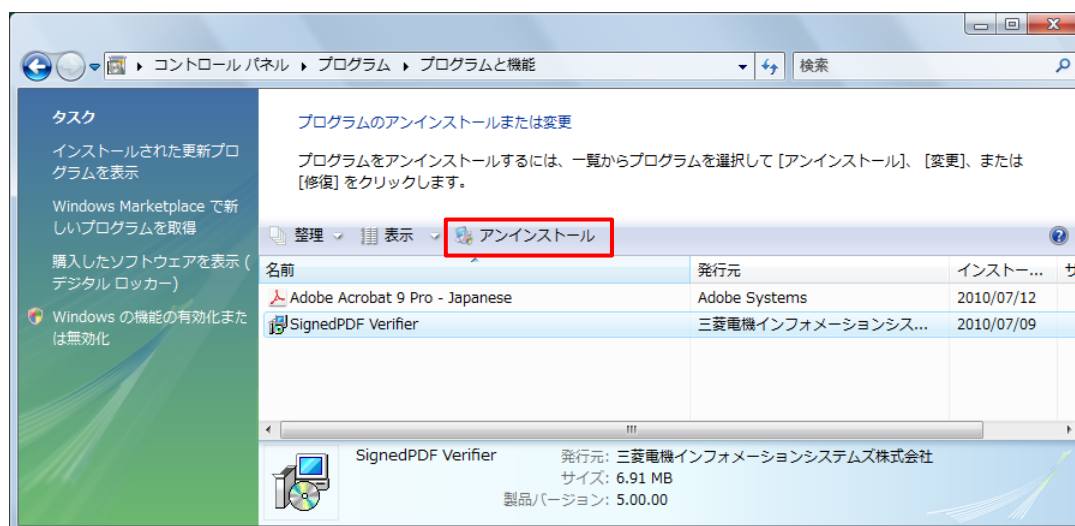 コントロール パネル ▸ プログラム ▸ プログラムと機能
検索
タスク
インストールされた更新プロ
グラムを表示
Windows Marketplace で新
しいプログラムを取得
購入したソフトウェアを表示 (
デジタル ロッカー)
Windows の機能の有効化また
は無効化
プログラムのアンインストールまたは変更
プログラムをアンインストールするには、一覧からプログラムを選択して [アンインストール]、 [変更]、または
[修復] をクリックします。
整理 表示 アンインストール
名前 発行元 インストー... サ
Adobe Acrobat 9 Pro - Japanese Adobe Systems 2010/07/12
SignedPDF Verifier 三菱電機インフォメーションシス... 2010/07/09
SignedPDF Verifier 発行元: 三菱電機インフォメーションシステムズ株式会社
サイズ: 6.91 MB
製品バージョン: 5.00.00